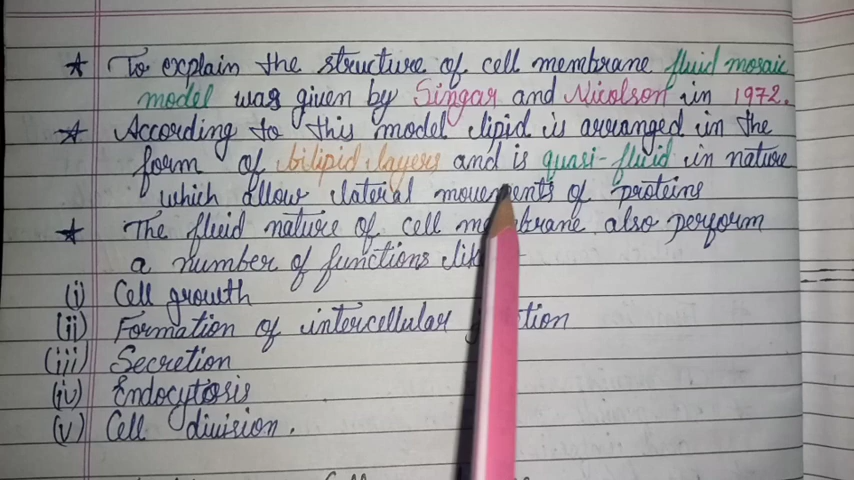 ★ To explain the structure of cell membrane fluid mosaic
model was given by Singar and Nicolson in 1972.
★ According to this model lipid is arranged in the
form of bilipid layers and is quasi-fluid in nature
which allow lateral movements of proteins
★ The fluid nature of cell membrane also perform
a number of functions
(i) Cell growth
(ii) Formation of intercellular
(iii) Secretion
(iv) Endocytosis
(v) Cell division.